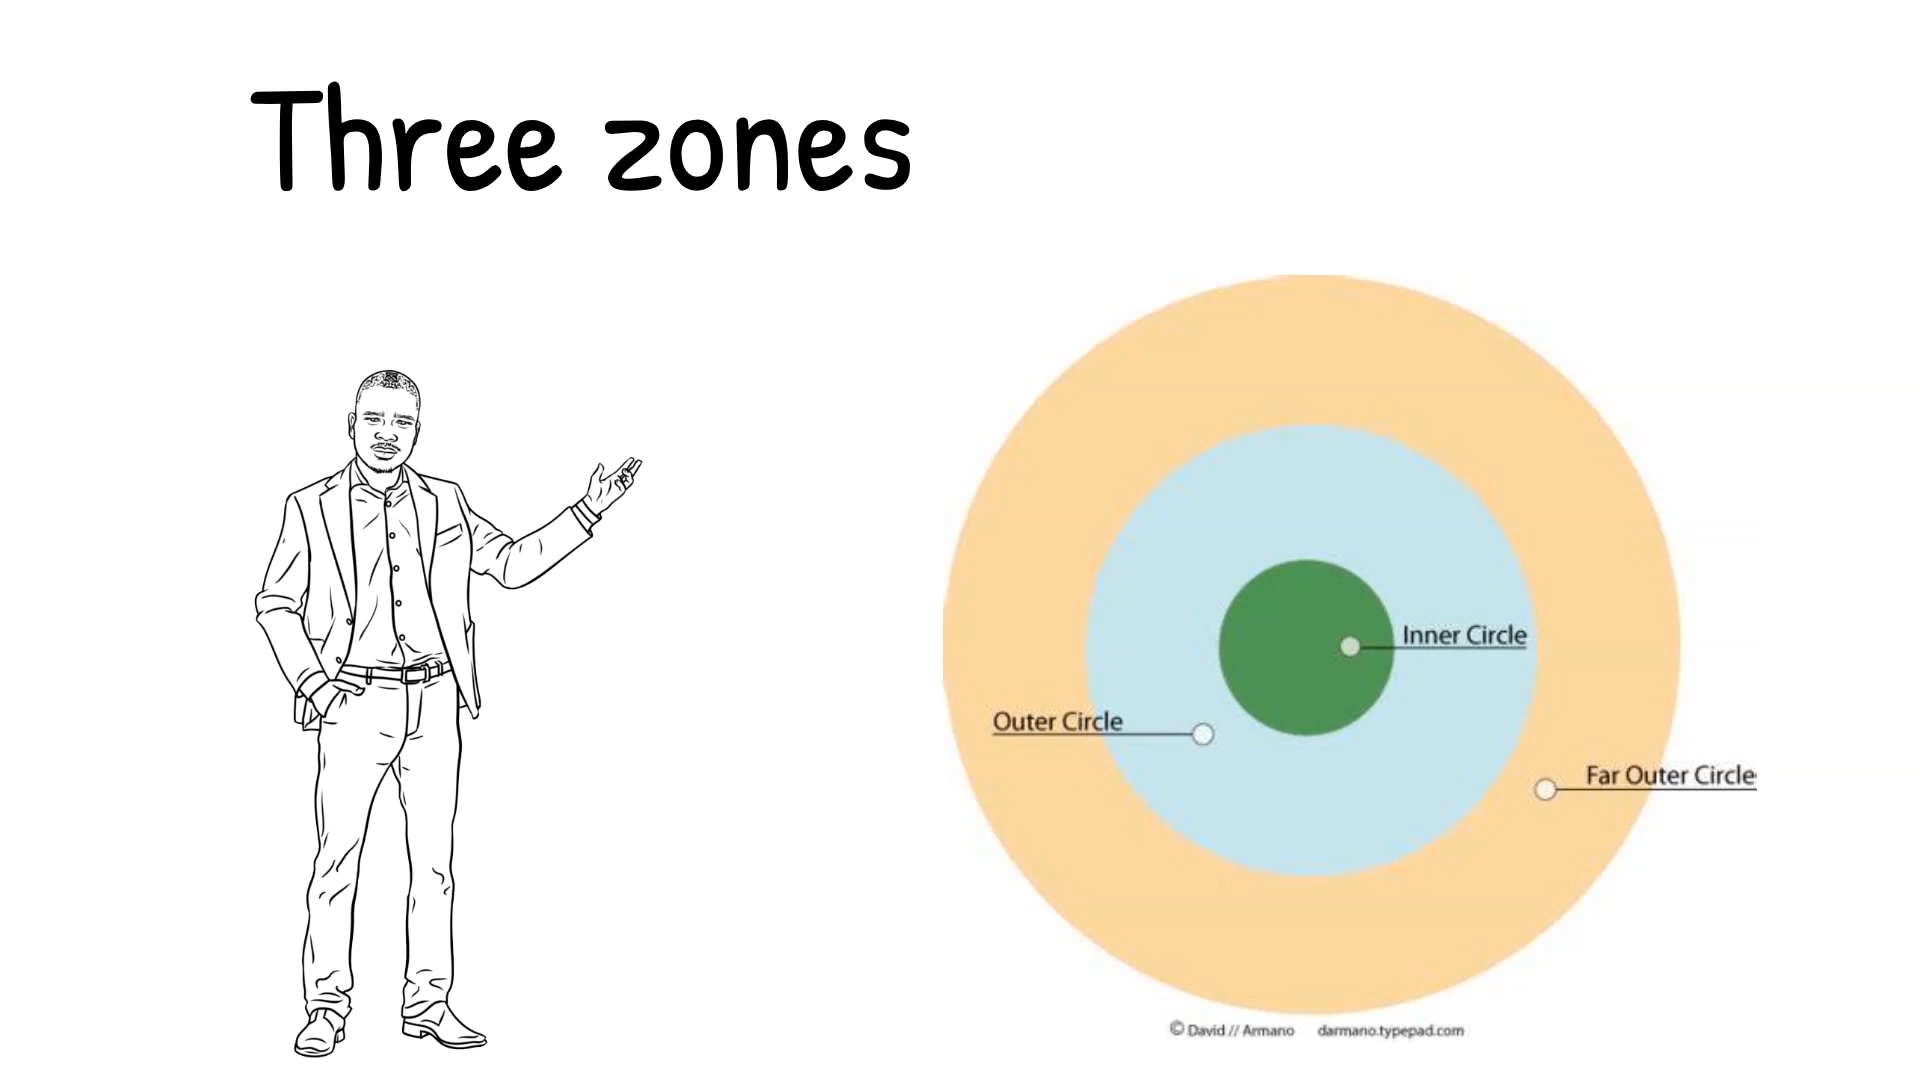 Three zones
Inner Circle
Outer Circle
Far Outer Circle
© David // Armano darmano.typepad.com